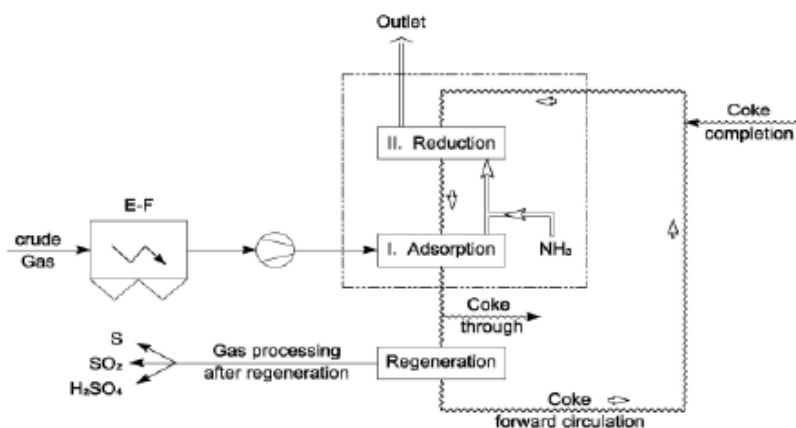 Outlet
Coke
completion
II. Reduction
E-F
crude
Gas
I. Adsorption
NH₃
Coke
through
S
SO₂
H₂SO₄
Gas processing
after regeneration
Regeneration
Coke
forward circulation